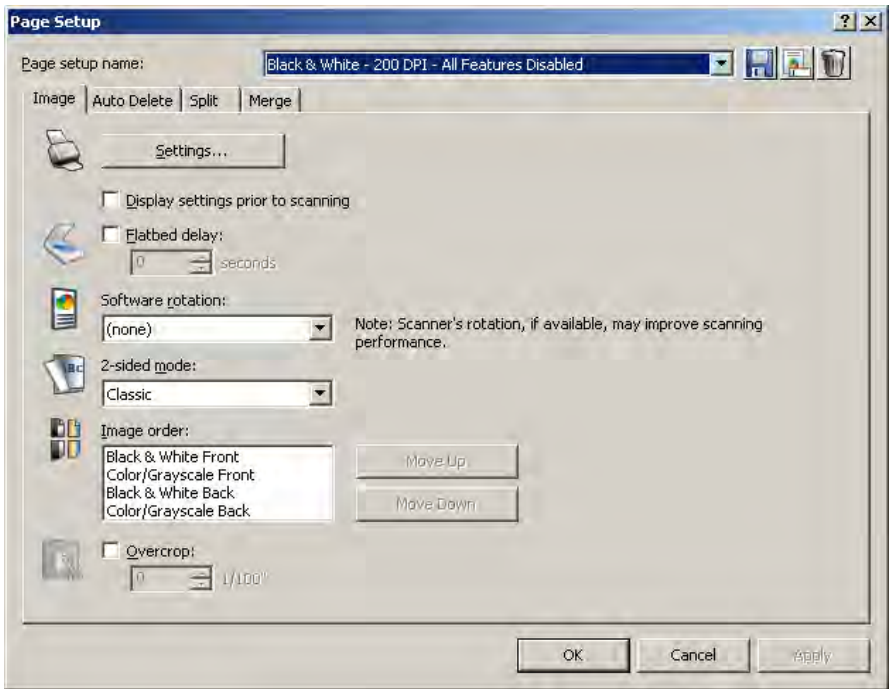 Page Setup
Page setup name:
Black & White - 200 DPI - All Features Disabled
Image
Auto Delete
Split
Merge
Settings...
Display settings prior to scanning
Flatbed delay:
0
seconds
Software rotation:
(none)
Note: Scanner's rotation, if available, may improve scanning
performance.
2-sided mode:
Classic
Image order:
Black & White Front
Color/Grayscale Front
Black & White Back
Color/Grayscale Back
Move Up
Move Down
Overcrop:
0
1/100"
OK
Cancel
Apply